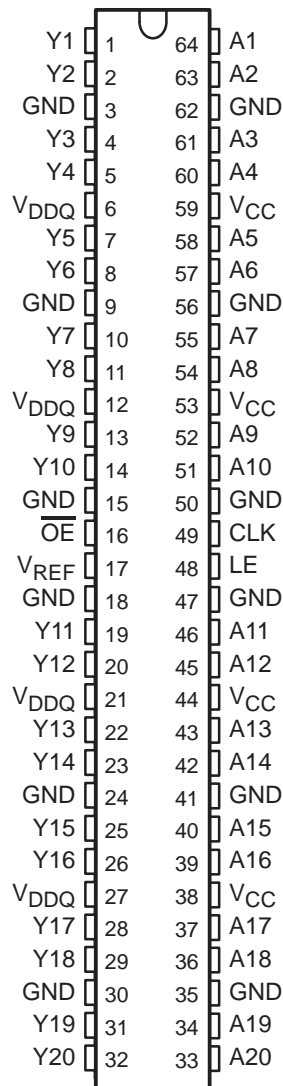 Y1 1 64 A1
Y2 2 63 A2
GND 3 62 GND
Y3 4 61 A3
Y4 5 60 A4
VDDQ 6 59 VCC
Y5 7 58 A5
Y6 8 57 A6
GND 9 56 GND
Y7 10 55 A7
Y8 11 54 A8
VDDQ 12 53 VCC
Y9 13 52 A9
Y10 14 51 A10
GND 15 50 GND
OE 16 49 CLK
VREF 17 48 LE
GND 18 47 GND
Y11 19 46 A11
Y12 20 45 A12
VDDQ 21 44 VCC
Y13 22 43 A13
Y14 23 42 A14
GND 24 41 GND
Y15 25 40 A15
Y16 26 39 A16
VDDQ 27 38 VCC
Y17 28 37 A17
Y18 29 36 A18
GND 30 35 GND
Y19 31 34 A19
Y20 32 33 A20